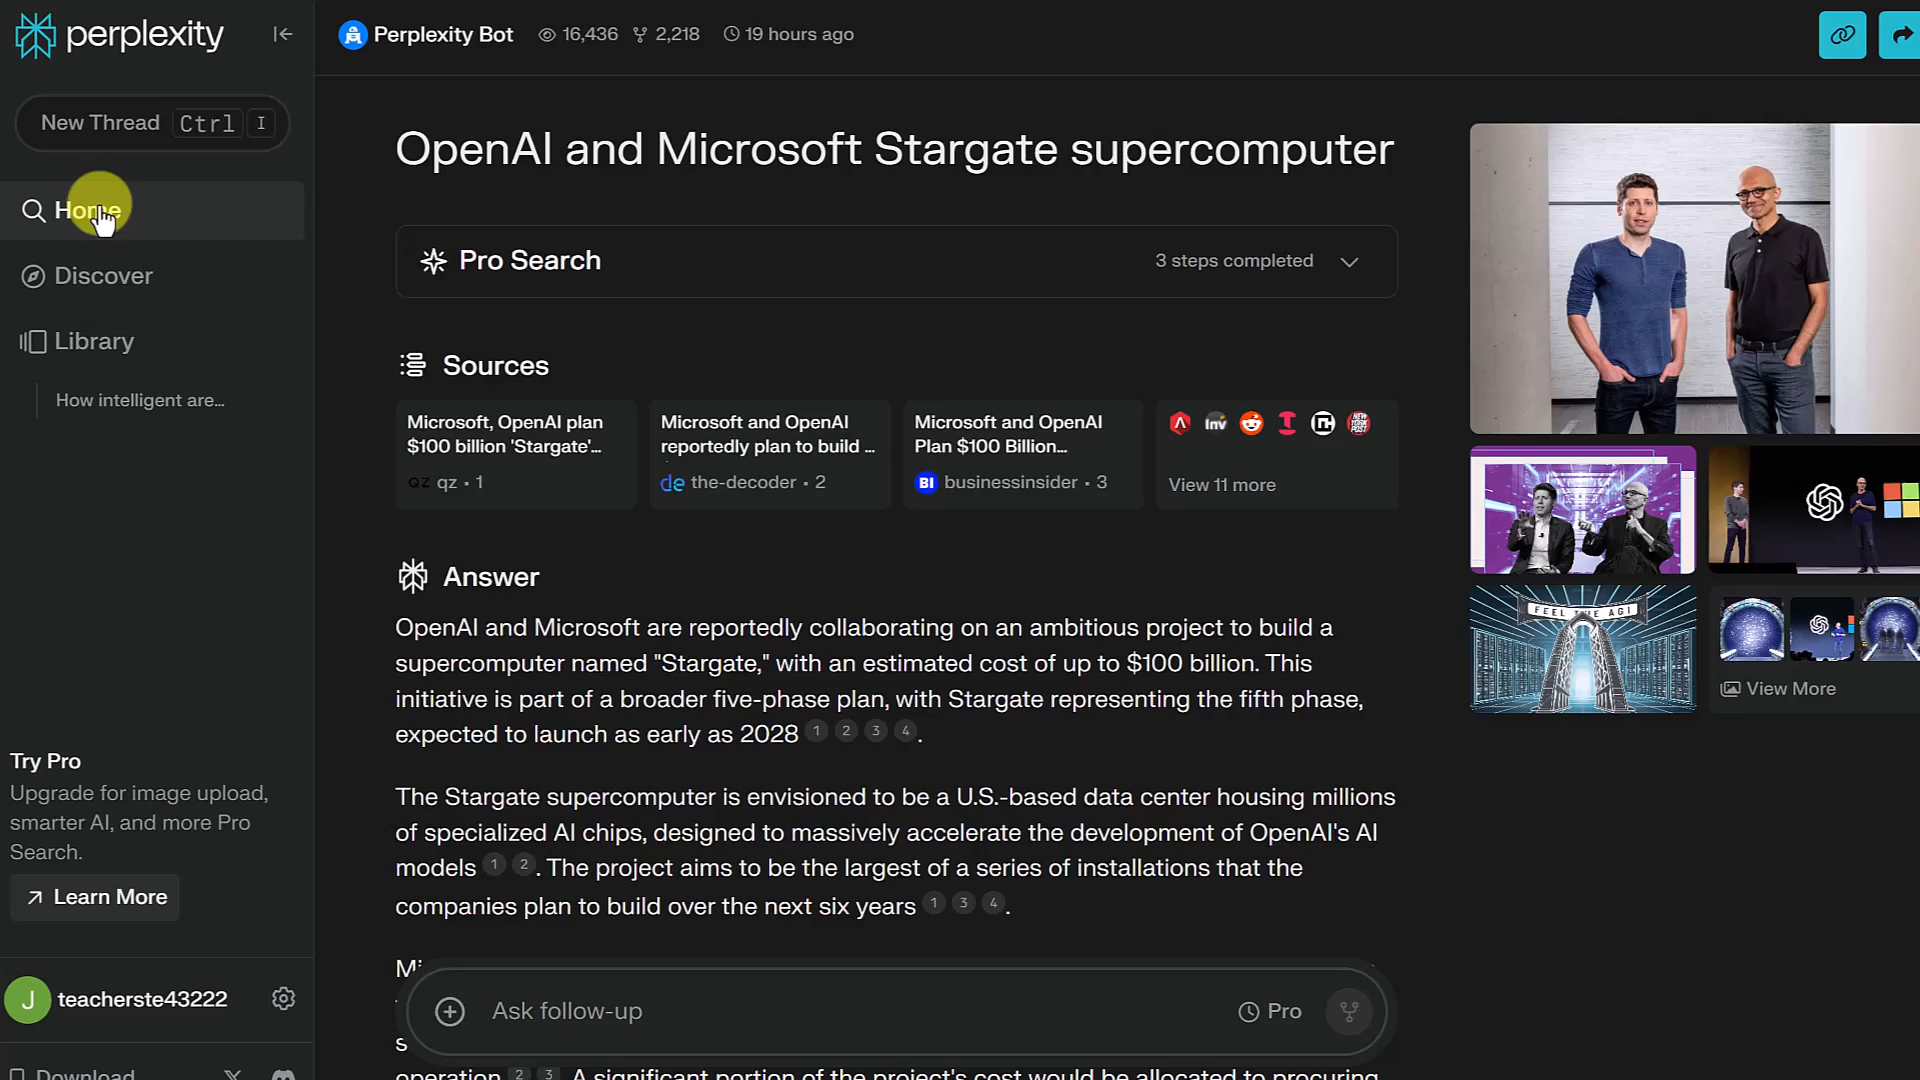 perplexity
New Thread Ctrl I
Home
Discover
Library
How intelligent are...
Try Pro
Upgrade for image upload,
smarter AI, and more Pro
Search.
Learn More
J teacherste43222
Download
Perplexity Bot 16,436 2,218 19 hours ago
OpenAI and Microsoft Stargate supercomputer
Pro Search 3 steps completed
Sources
Microsoft, OpenAI plan
$100 billion 'Stargate'...
QZ qz · 1
Microsoft and OpenAI
reportedly plan to build ...
de the-decoder · 2
Microsoft and OpenAI
Plan $100 Billion...
BI businessinsider · 3
Inv
View 11 more
Answer
OpenAI and Microsoft are reportedly collaborating on an ambitious project to build a
supercomputer named "Stargate," with an estimated cost of up to $100 billion. This
initiative is part of a broader five-phase plan, with Stargate representing the fifth phase,
expected to launch as early as 2028 1 2 3 4 .
The Stargate supercomputer is envisioned to be a U.S.-based data center housing millions
of specialized AI chips, designed to massively accelerate the development of OpenAI's AI
models 1 2 . The project aims to be the largest of a series of installations that the
companies plan to build over the next six years 1 3 4 .
Ask follow-up Pro
operation 2 3 . A significant portion of the project's cost would be allocated to procuring
FEEL THE AGI
View More